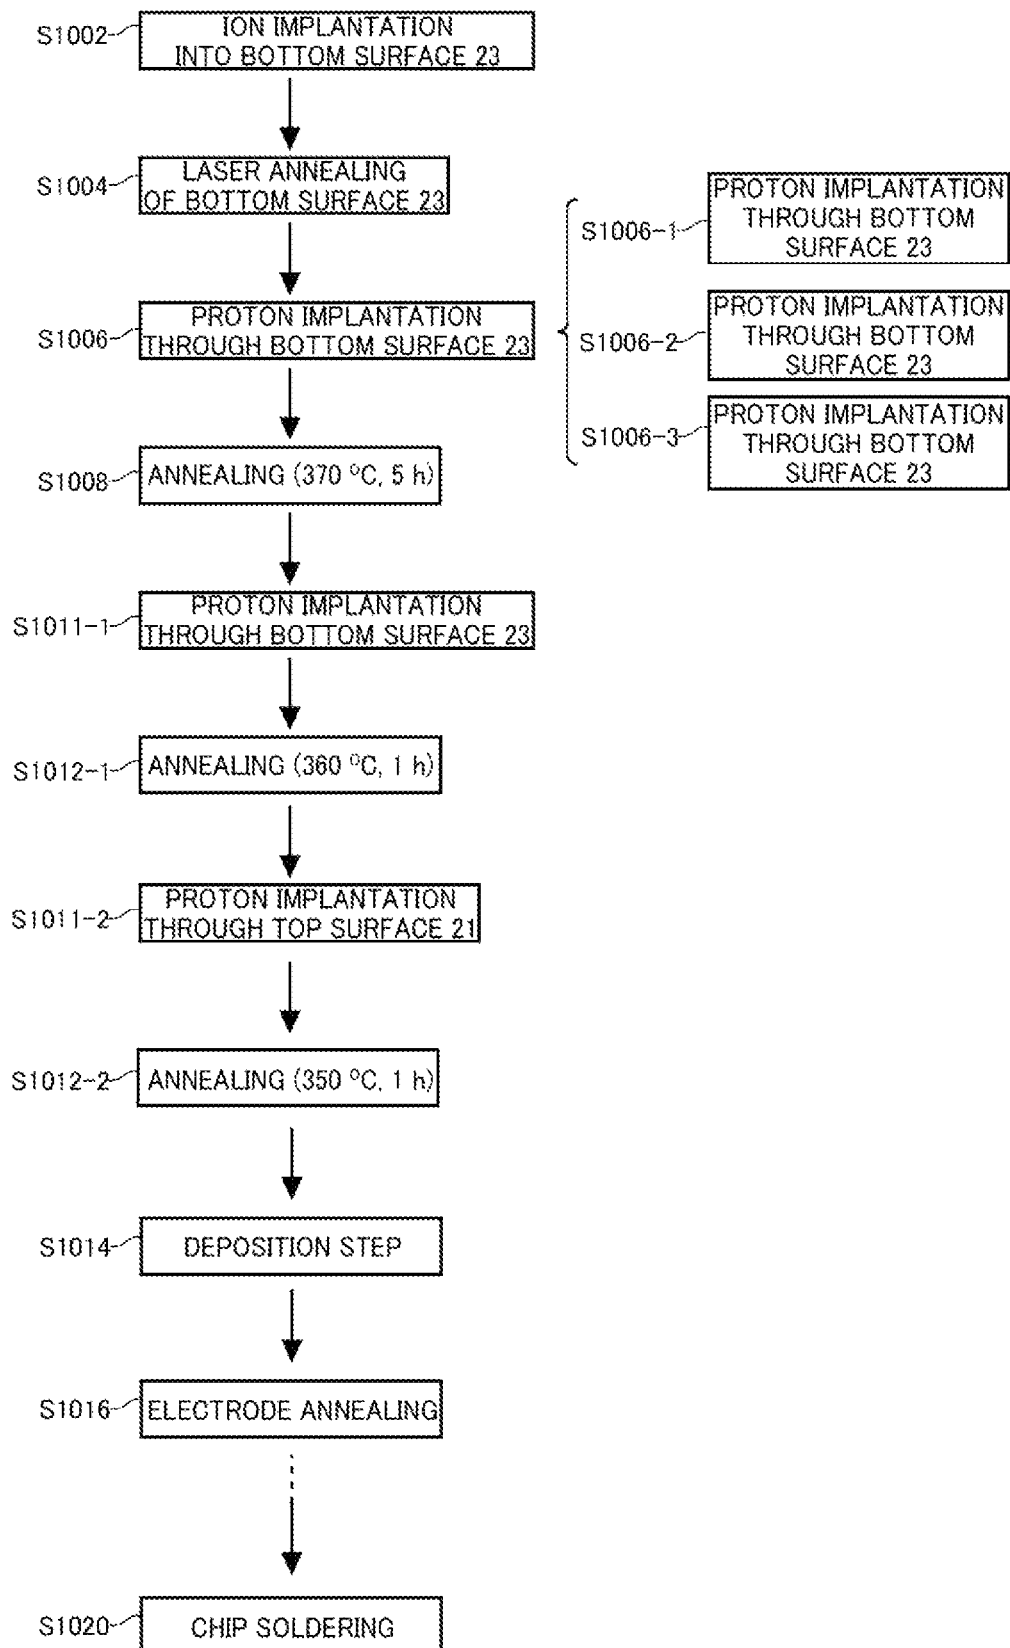 S1002
ION IMPLANTATION
INTO BOTTOM SURFACE 23
S1004
LASER ANNEALING
OF BOTTOM SURFACE 23
S1006
PROTON IMPLANTATION
THROUGH BOTTOM SURFACE 23
S1006-1
PROTON IMPLANTATION
THROUGH BOTTOM
SURFACE 23
S1006-2
PROTON IMPLANTATION
THROUGH BOTTOM
SURFACE 23
S1006-3
PROTON IMPLANTATION
THROUGH BOTTOM
SURFACE 23
S1008
ANNEALING (370 ºC, 5 h)
S1011-1
PROTON IMPLANTATION
THROUGH BOTTOM SURFACE 23
S1012-1
ANNEALING (360 ºC, 1 h)
S1011-2
PROTON IMPLANTATION
THROUGH TOP SURFACE 21
S1012-2
ANNEALING (350 ºC, 1 h)
S1014
DEPOSITION STEP
S1016
ELECTRODE ANNEALING
S1020
CHIP SOLDERING